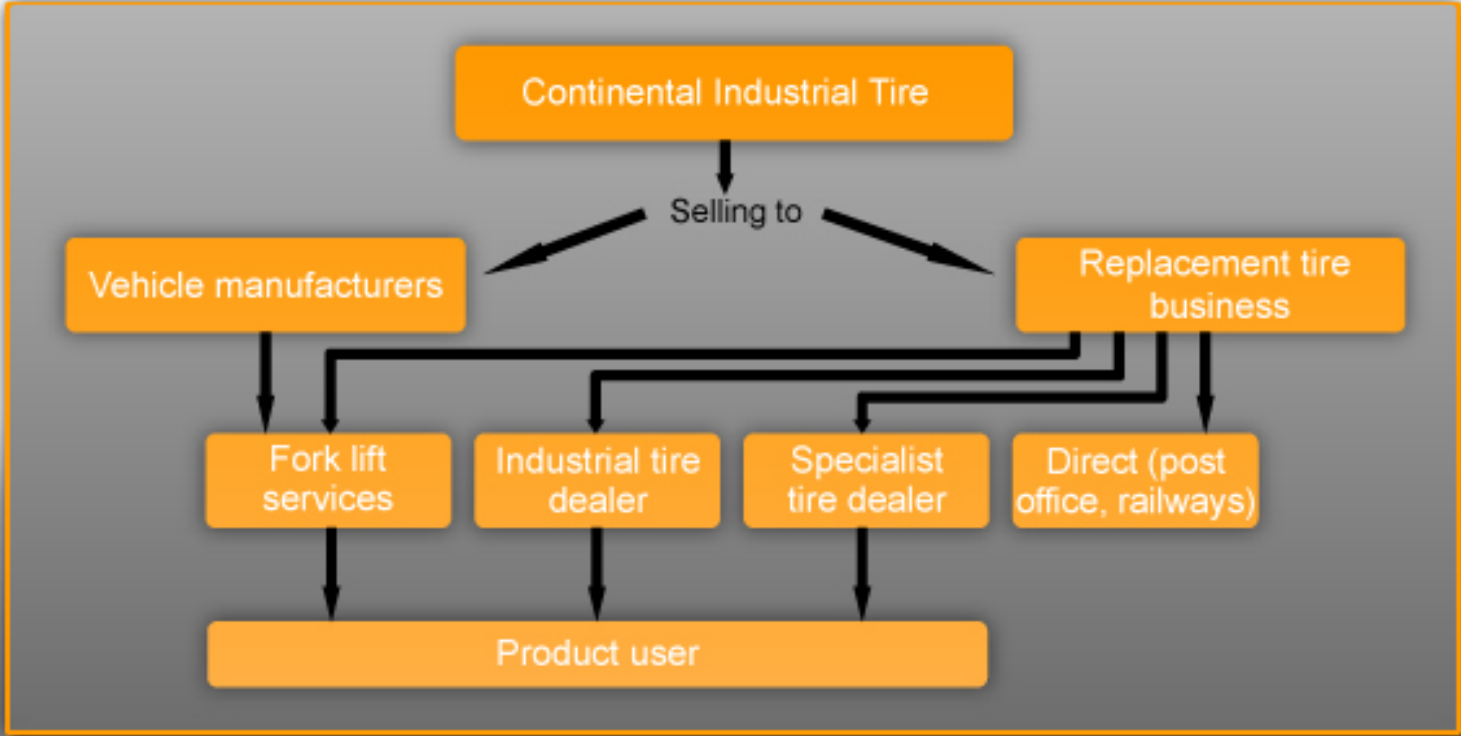 Continental Industrial Tire
Selling to
Vehicle manufacturers
Replacement tire
business
Fork lift
services
Industrial tire
dealer
Specialist
tire dealer
Direct (post
office, railways)
Product user